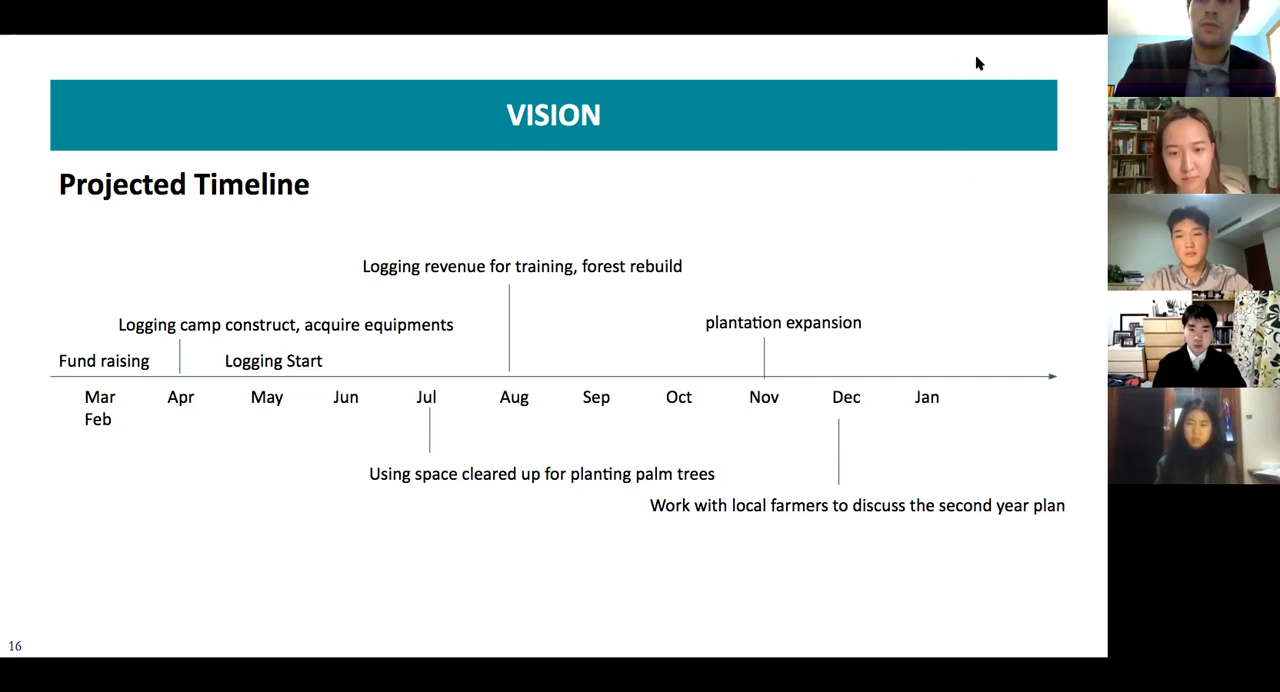 VISION
Projected Timeline
Logging revenue for training, forest rebuild
Logging camp construct, acquire equipments
plantation expansion
Fund raising
Logging Start
Mar Apr May Jun Jul Aug Sep Oct Nov Dec Jan
Feb
Using space cleared up for planting palm trees
Work with local farmers to discuss the second year plan
16